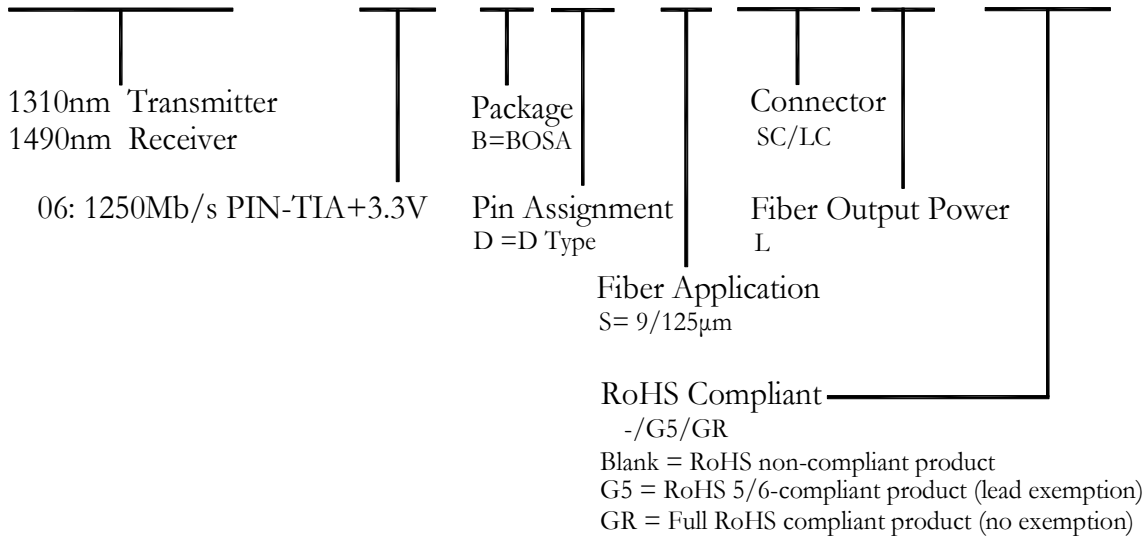 1310nm Transmitter
1490nm Receiver
Package
B=BOSA
Connector
SC/LC
06: 1250Mb/s PIN-TIA+3.3V
Pin Assignment
D =D Type
Fiber Output Power
L
Fiber Application
S= 9/125μm
RoHS Compliant
-/G5/GR
Blank = RoHS non-compliant product
G5 = RoHS 5/6-compliant product (lead exemption)
GR = Full RoHS compliant product (no exemption)